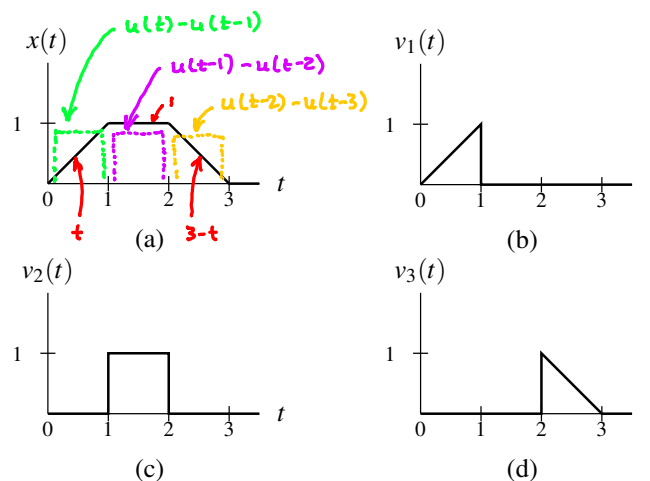 u(t)-u(t-1)
x(t)
v₁(t)
u(t-1)-u(t-2)
1
u(t-2)-u(t-3)
1
1
0 1 2 3 t
0 1 2 3
t
3-t
(a)
(b)
v₂(t)
v₃(t)
1
1
0 1 2 3 t
0 1 2 3
(c)
(d)